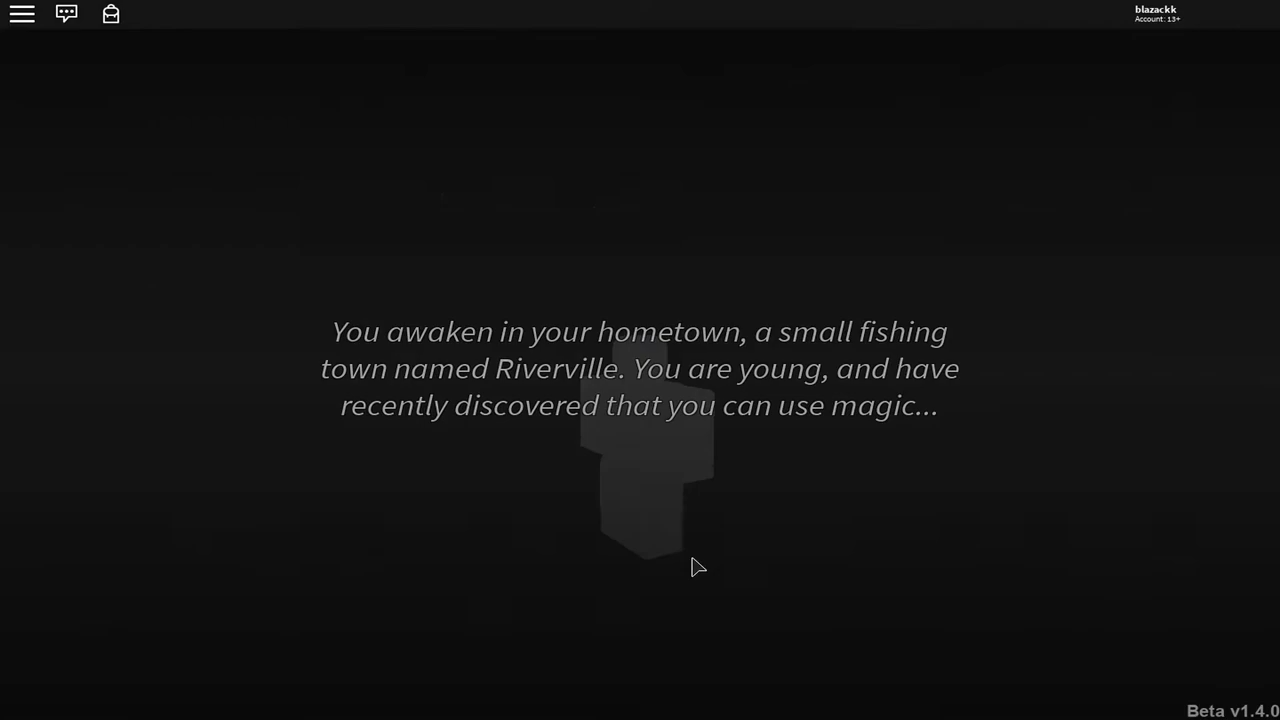 blazackk
Account: 13+
You awaken in your hometown, a small fishing
town named Riverville. You are young, and have
recently discovered that you can use magic...
Beta v1.4.0